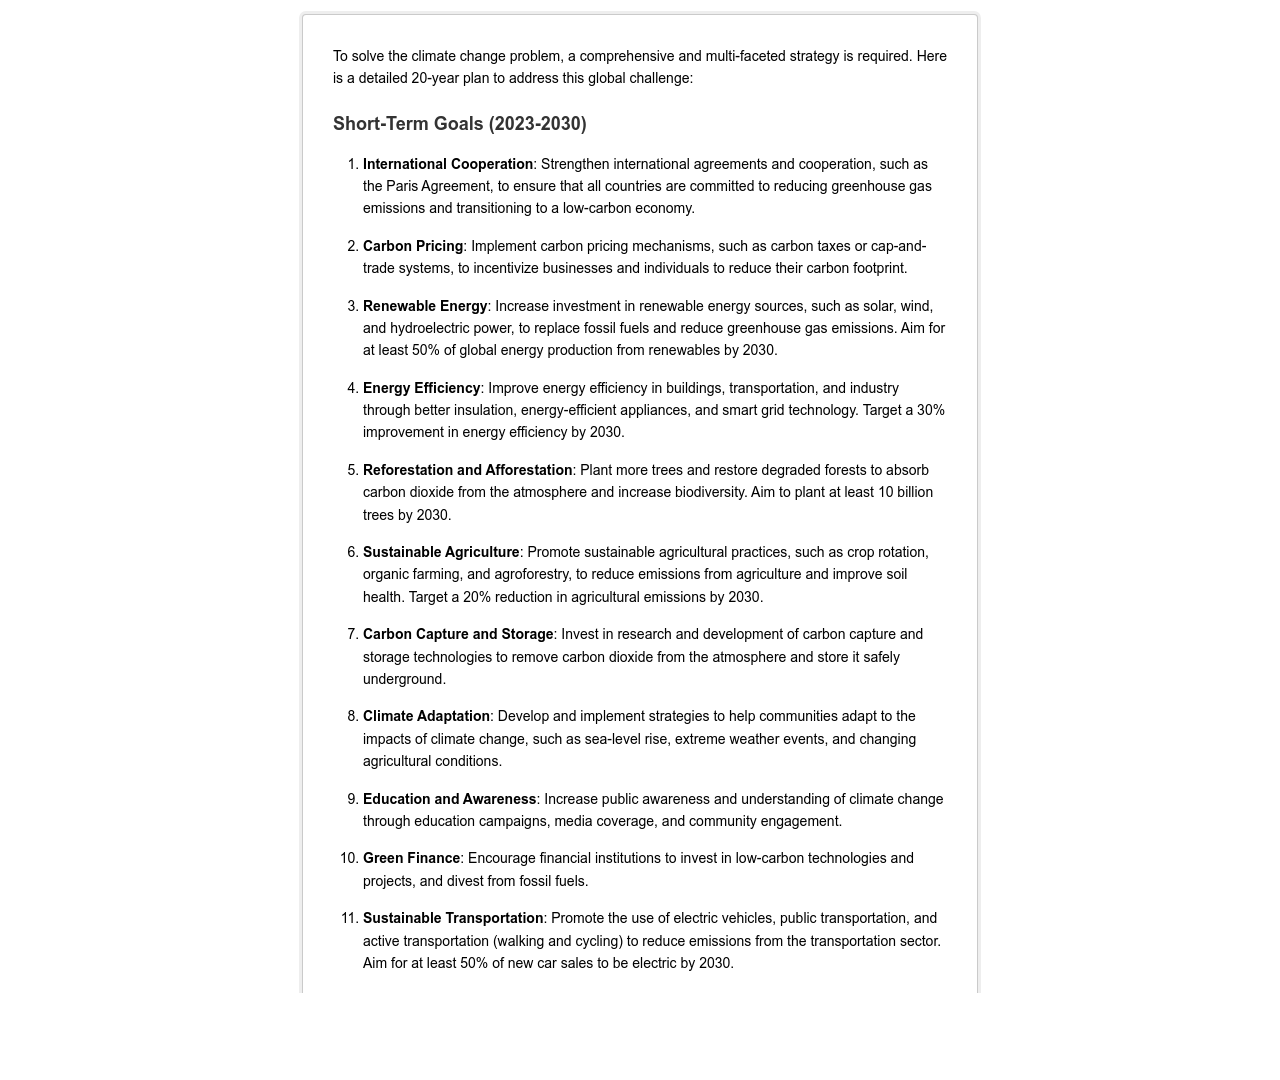 To solve the climate change problem, a comprehensive and multi-faceted strategy is required. Here
is a detailed 20-year plan to address this global challenge:
Short-Term Goals (2023-2030)
1. International Cooperation: Strengthen international agreements and cooperation, such as
the Paris Agreement, to ensure that all countries are committed to reducing greenhouse gas
emissions and transitioning to a low-carbon economy.
2. Carbon Pricing: Implement carbon pricing mechanisms, such as carbon taxes or cap-and-
trade systems, to incentivize businesses and individuals to reduce their carbon footprint.
3. Renewable Energy: Increase investment in renewable energy sources, such as solar, wind,
and hydroelectric power, to replace fossil fuels and reduce greenhouse gas emissions. Aim for
at least 50% of global energy production from renewables by 2030.
4. Energy Efficiency: Improve energy efficiency in buildings, transportation, and industry
through better insulation, energy-efficient appliances, and smart grid technology. Target a 30%
improvement in energy efficiency by 2030.
5. Reforestation and Afforestation: Plant more trees and restore degraded forests to absorb
carbon dioxide from the atmosphere and increase biodiversity. Aim to plant at least 10 billion
trees by 2030.
6. Sustainable Agriculture: Promote sustainable agricultural practices, such as crop rotation,
organic farming, and agroforestry, to reduce emissions from agriculture and improve soil
health. Target a 20% reduction in agricultural emissions by 2030.
7. Carbon Capture and Storage: Invest in research and development of carbon capture and
storage technologies to remove carbon dioxide from the atmosphere and store it safely
underground.
8. Climate Adaptation: Develop and implement strategies to help communities adapt to the
impacts of climate change, such as sea-level rise, extreme weather events, and changing
agricultural conditions.
9. Education and Awareness: Increase public awareness and understanding of climate change
through education campaigns, media coverage, and community engagement.
10. Green Finance: Encourage financial institutions to invest in low-carbon technologies and
projects, and divest from fossil fuels.
11. Sustainable Transportation: Promote the use of electric vehicles, public transportation, and
active transportation (walking and cycling) to reduce emissions from the transportation sector.
Aim for at least 50% of new car sales to be electric by 2030.